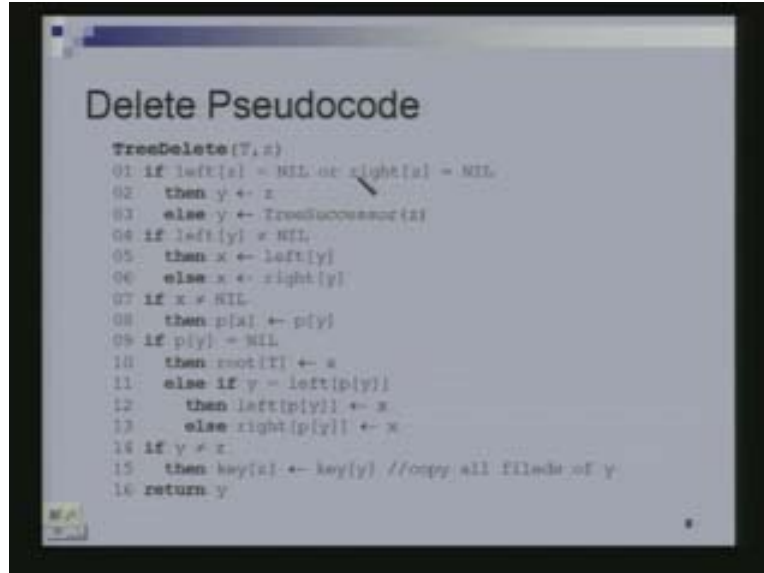 Delete Pseudocode
TreeDelete(T,z)
01 if left[z] = NIL or right[z] = NIL
02 then y ← z
03 else y ← TreeSuccessor(z)
04 if left[y] ≠ NIL
05 then x ← left[y]
06 else x ← right[y]
07 if x ≠ NIL
08 then p[x] ← p[y]
09 if p[y] = NIL
10 then root[T] ← x
11 else if y = left[p[y]]
12 then left[p[y]] ← x
13 else right[p[y]] ← x
14 if y ≠ z
15 then key[z] ← key[y] //copy all fileds of y
16 return y